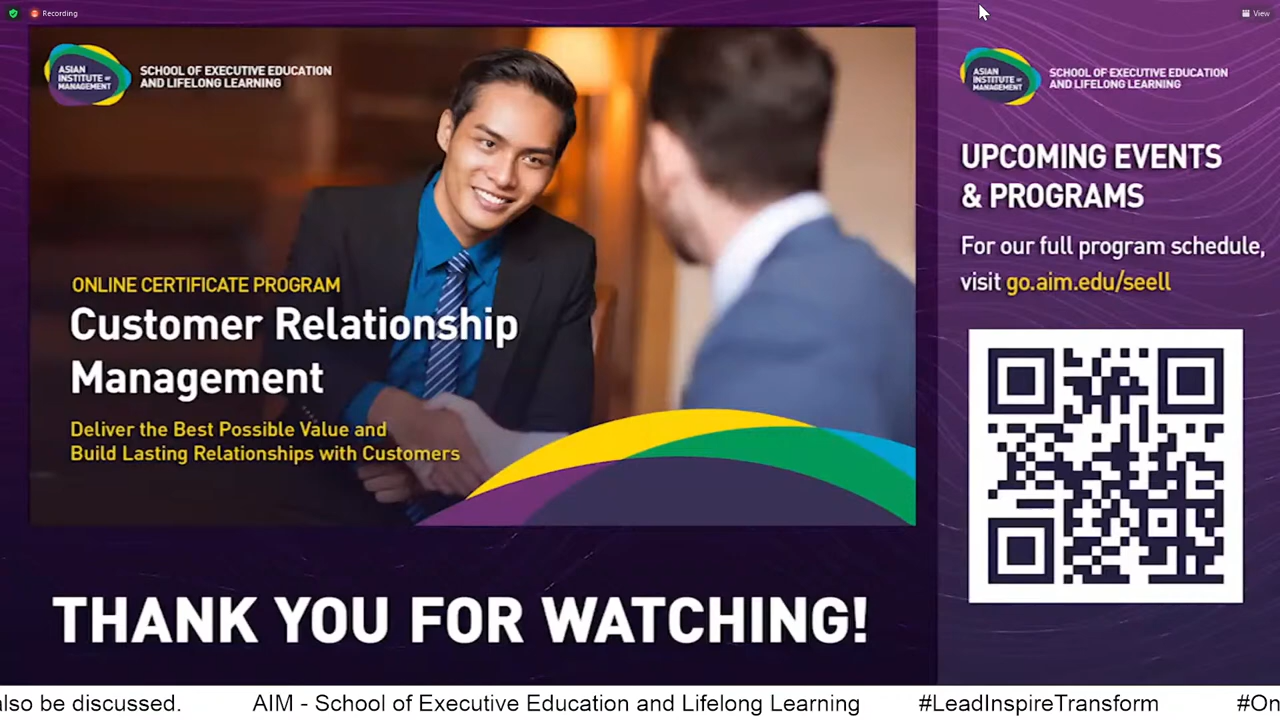 Recording
View
ASIAN
INSTITUTE OF
MANAGEMENT
SCHOOL OF EXECUTIVE EDUCATION
AND LIFELONG LEARNING
ONLINE CERTIFICATE PROGRAM
Customer Relationship
Management
Deliver the Best Possible Value and
Build Lasting Relationships with Customers
THANK YOU FOR WATCHING!
ASIAN
INSTITUTE OF
MANAGEMENT
SCHOOL OF EXECUTIVE EDUCATION
AND LIFELONG LEARNING
UPCOMING EVENTS
& PROGRAMS
For our full program schedule,
visit go.aim.edu/seell
also be discussed. AIM - School of Executive Education and Lifelong Learning #LeadInspireTransform #On